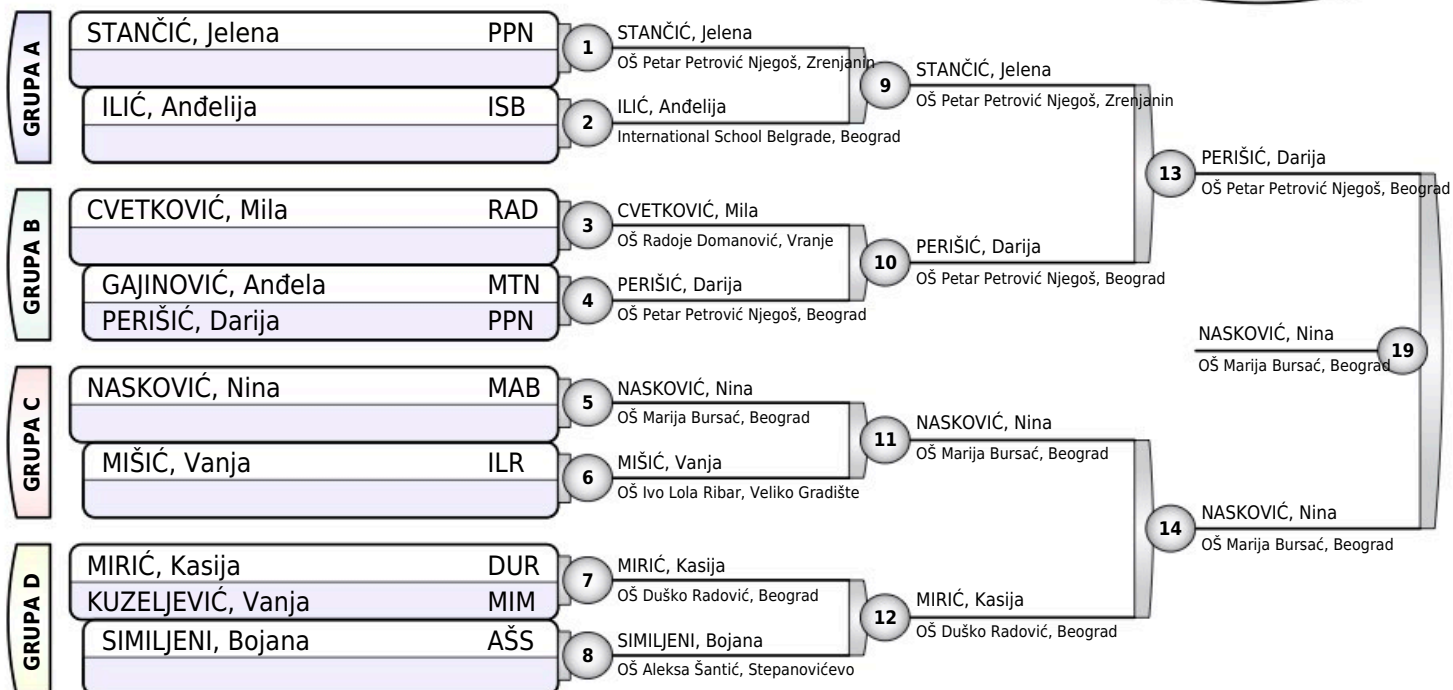 GRUPA A
STANČIĆ, Jelena PPN
ILIĆ, Anđelija ISB
1
STANČIĆ, Jelena
OŠ Petar Petrović Njegoš, Zrenjanin
2
ILIĆ, Anđelija
International School Belgrade, Beograd
9
STANČIĆ, Jelena
OŠ Petar Petrović Njegoš, Zrenjanin
GRUPA B
CVETKOVIĆ, Mila RAD
GAJINOVIĆ, Anđela MTN
PERIŠIĆ, Darija PPN
3
CVETKOVIĆ, Mila
OŠ Radoje Domanović, Vranje
4
PERIŠIĆ, Darija
OŠ Petar Petrović Njegoš, Beograd
10
PERIŠIĆ, Darija
OŠ Petar Petrović Njegoš, Beograd
13
PERIŠIĆ, Darija
OŠ Petar Petrović Njegoš, Beograd
GRUPA C
NASKOVIĆ, Nina MAB
MIŠIĆ, Vanja ILR
5
NASKOVIĆ, Nina
OŠ Marija Bursać, Beograd
6
MIŠIĆ, Vanja
OŠ Ivo Lola Ribar, Veliko Gradište
11
NASKOVIĆ, Nina
OŠ Marija Bursać, Beograd
GRUPA D
MIRIĆ, Kasija DUR
KUZELJEVIĆ, Vanja MIM
SIMILJENI, Bojana AŠS
7
MIRIĆ, Kasija
OŠ Duško Radović, Beograd
8
SIMILJENI, Bojana
OŠ Aleksa Šantić, Stepanovićevo
12
MIRIĆ, Kasija
OŠ Duško Radović, Beograd
14
NASKOVIĆ, Nina
OŠ Marija Bursać, Beograd
NASKOVIĆ, Nina
OŠ Marija Bursać, Beograd
19